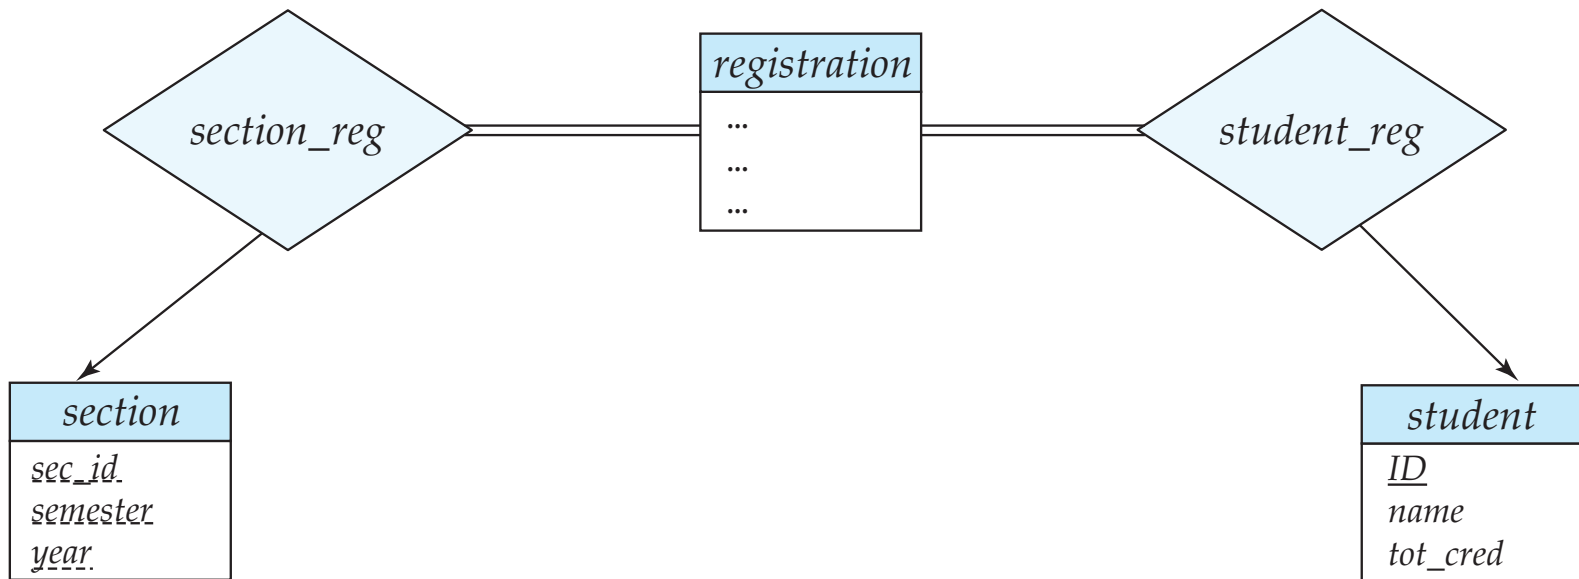 registration
section_reg
...
student_reg
...
...
section
sec_id
semester
year
student
ID
name
tot_cred